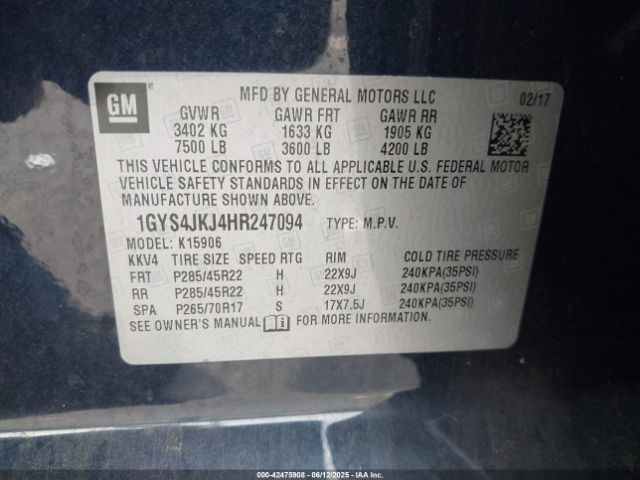 GM
MFD BY GENERAL MOTORS LLC 02/17
GVWR GAWR FRT GAWR RR
3402 KG 1633 KG 1905 KG
7500 LB 3600 LB 4200 LB
THIS VEHICLE CONFORMS TO ALL APPLICABLE U.S. FEDERAL MOTOR
VEHICLE SAFETY STANDARDS IN EFFECT ON THE DATE OF
MANUFACTURE SHOWN ABOVE.
1GYS4JKJ4HR247094 TYPE: M.P.V.
MODEL: K15906
KKV4 TIRE SIZE SPEED RTG RIM COLD TIRE PRESSURE
FRT P285/45R22 H 22X9J 240KPA(35PSI)
RR P285/45R22 H 22X9J 240KPA(35PSI)
SPA P265/70R17 S 17X7.5J 240KPA(35PSI)
SEE OWNER'S MANUAL FOR MORE INFORMATION.
000-42475908 - 06/12/2025 - IAAI.com